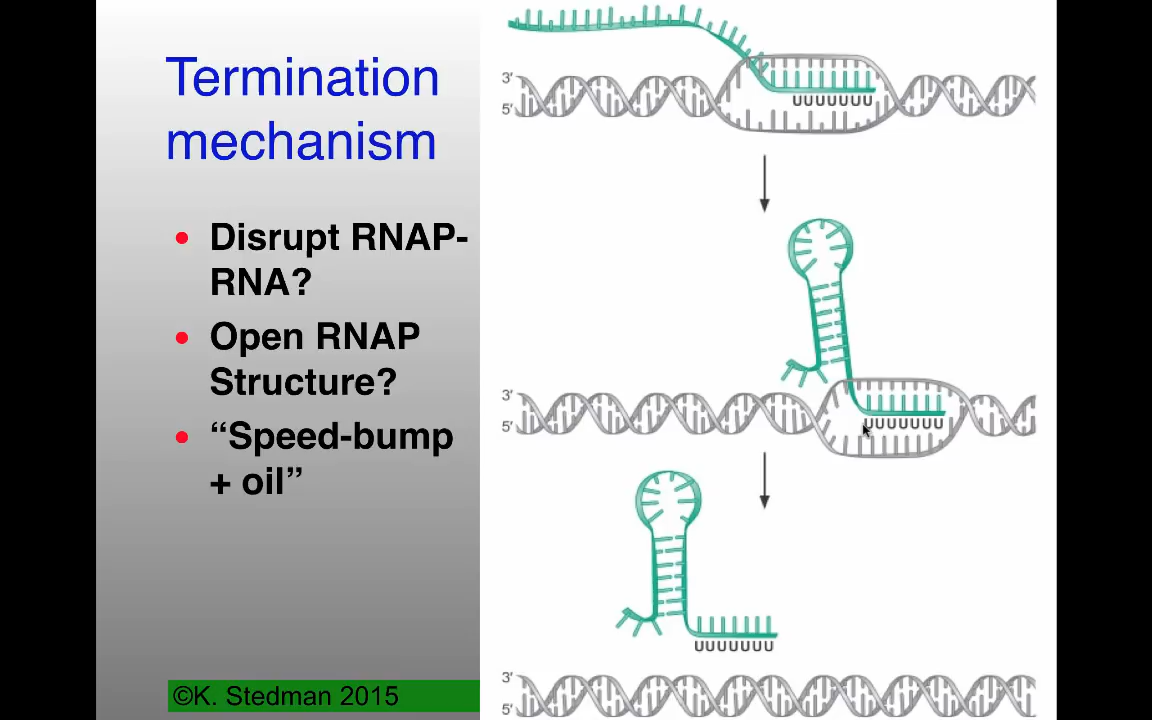 Termination
mechanism
• Disrupt RNAP-
RNA?
• Open RNAP
Structure?
• “Speed-bump
+ oil”
©K. Stedman 2015
3′
5′
UUUUUUU
3′
5′
UUUUUUU
UUUUUUU
3′
5′